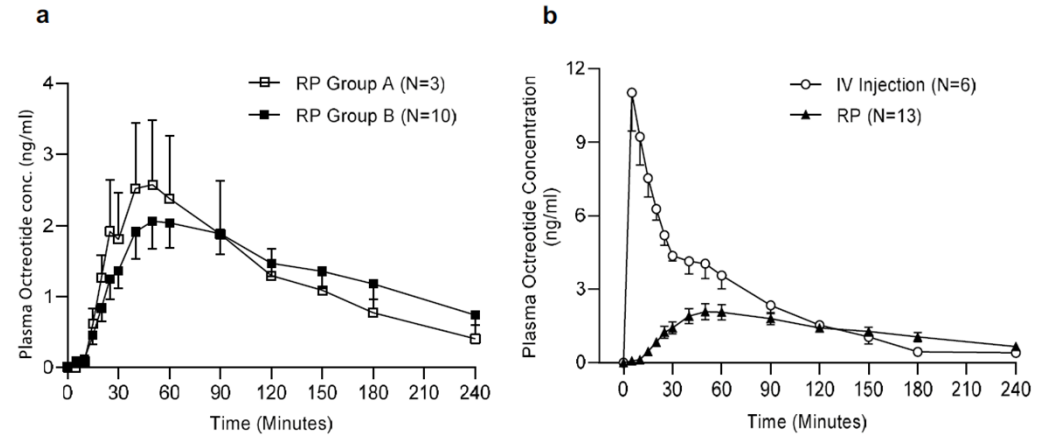 a
RP Group A (N=3)
RP Group B (N=10)
Plasma Octreotide conc. (ng/ml)
4
3
2
1
0
0 30 60 90 120 150 180 210 240
Time (Minutes)
b
IV Injection (N=6)
RP (N=13)
Plasma Octreotide Concentration
(ng/ml)
12
9
6
3
0
0 30 60 90 120 150 180 210 240
Time (Minutes)